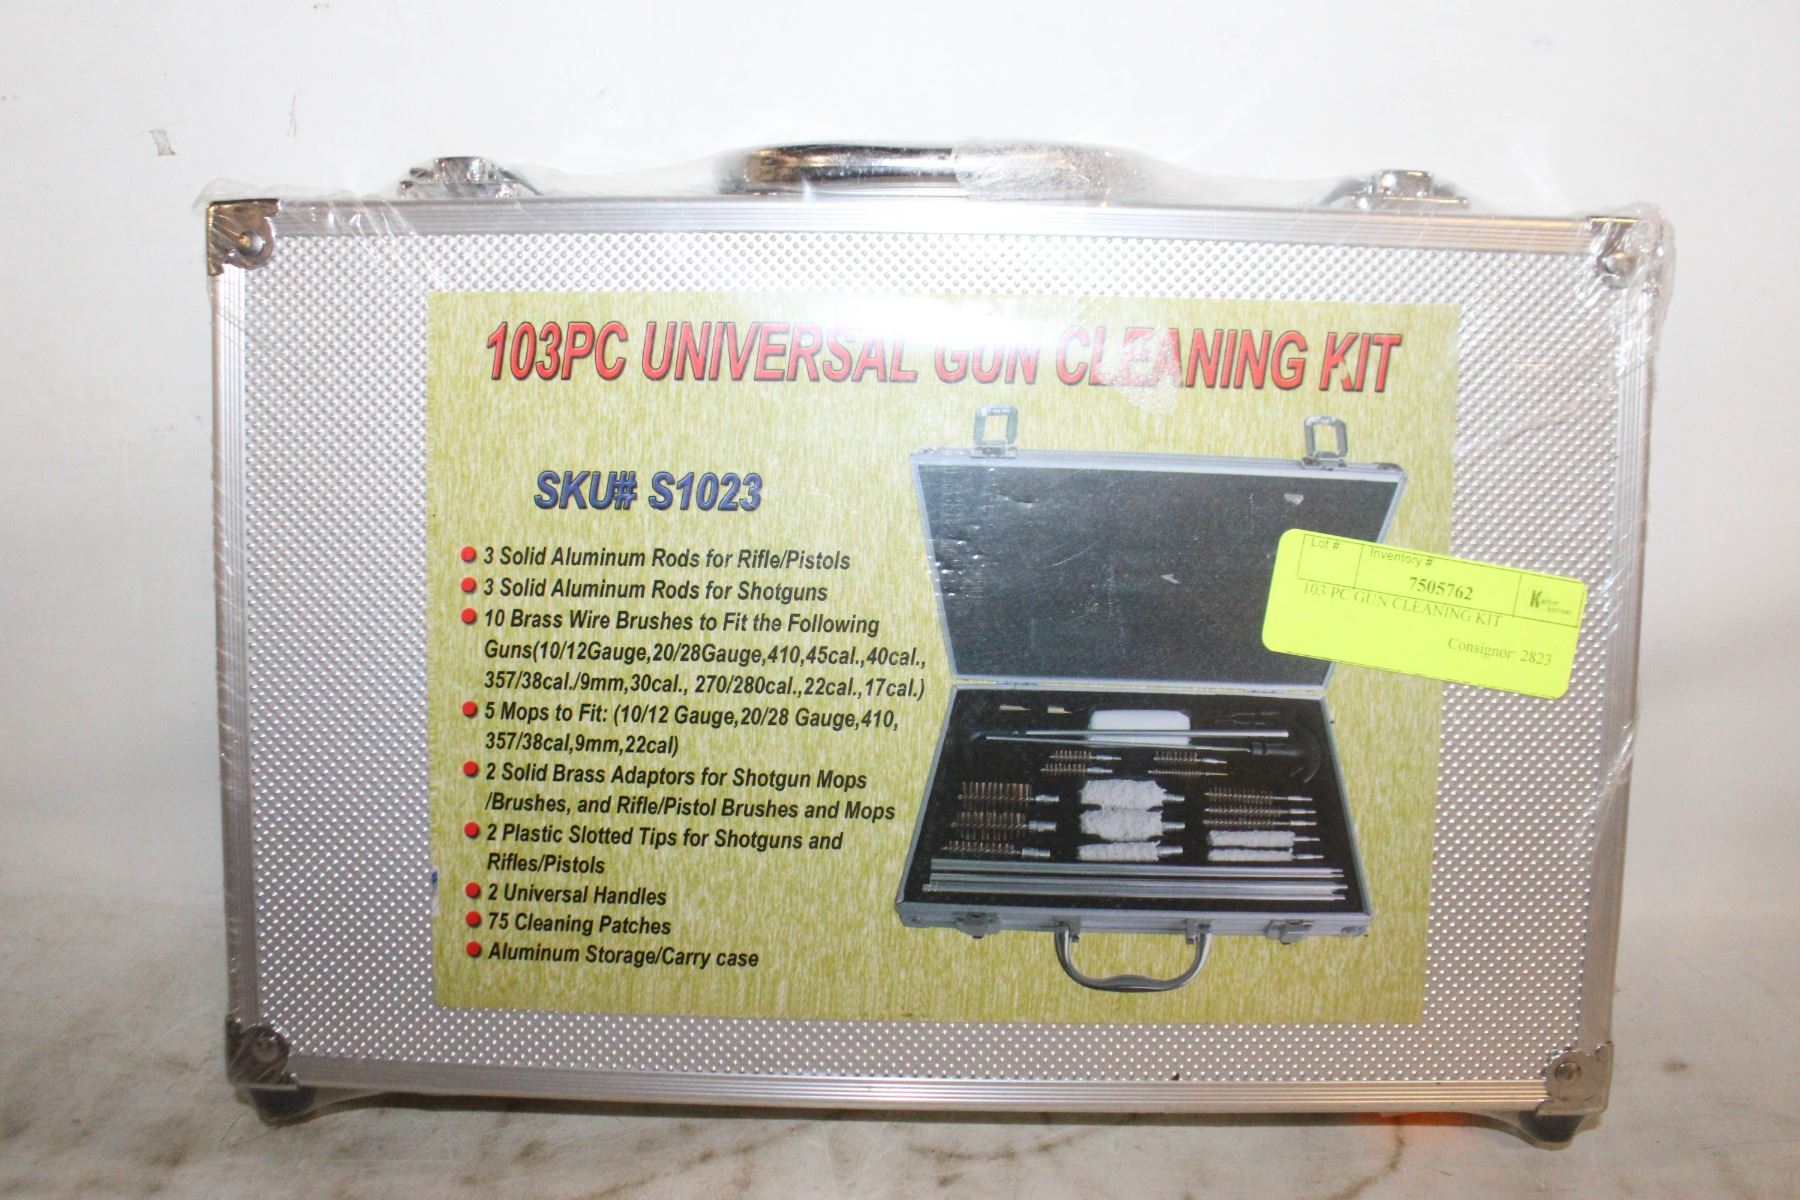 103PC UNIVERSAL GUN CLEANING KIT
SKU# S1023
3 Solid Aluminum Rods for Rifle/Pistols
3 Solid Aluminum Rods for Shotguns
10 Brass Wire Brushes to Fit the Following
Guns(10/12Gauge,20/28Gauge,410,45cal.,40cal.,
357/38cal./9mm,30cal., 270/280cal.,22cal.,17cal.)
5 Mops to Fit: (10/12 Gauge,20/28 Gauge,410,
357/38cal,9mm,22cal)
2 Solid Brass Adaptors for Shotgun Mops
/Brushes, and Rifle/Pistol Brushes and Mops
2 Plastic Slotted Tips for Shotguns and
Rifles/Pistols
2 Universal Handles
75 Cleaning Patches
Aluminum Storage/Carry case
Lot # Inventory #
7505762
103 PC GUN CLEANING KIT
Consignor: 2823